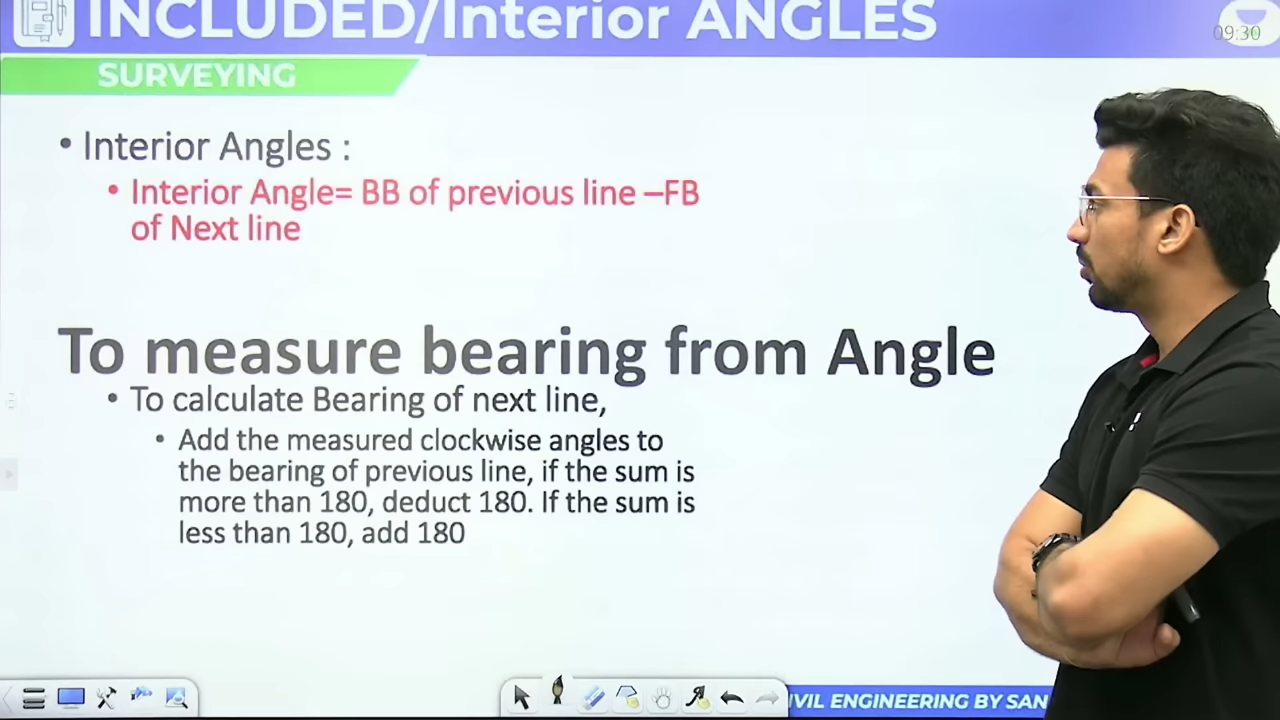 INCLUDED/Interior ANGLES
09:30
SURVEYING
• Interior Angles :
• Interior Angle= BB of previous line –FB
of Next line
To measure bearing from Angle
• To calculate Bearing of next line,
• Add the measured clockwise angles to
the bearing of previous line, if the sum is
more than 180, deduct 180. If the sum is
less than 180, add 180
IVIL ENGINEERING BY SAN